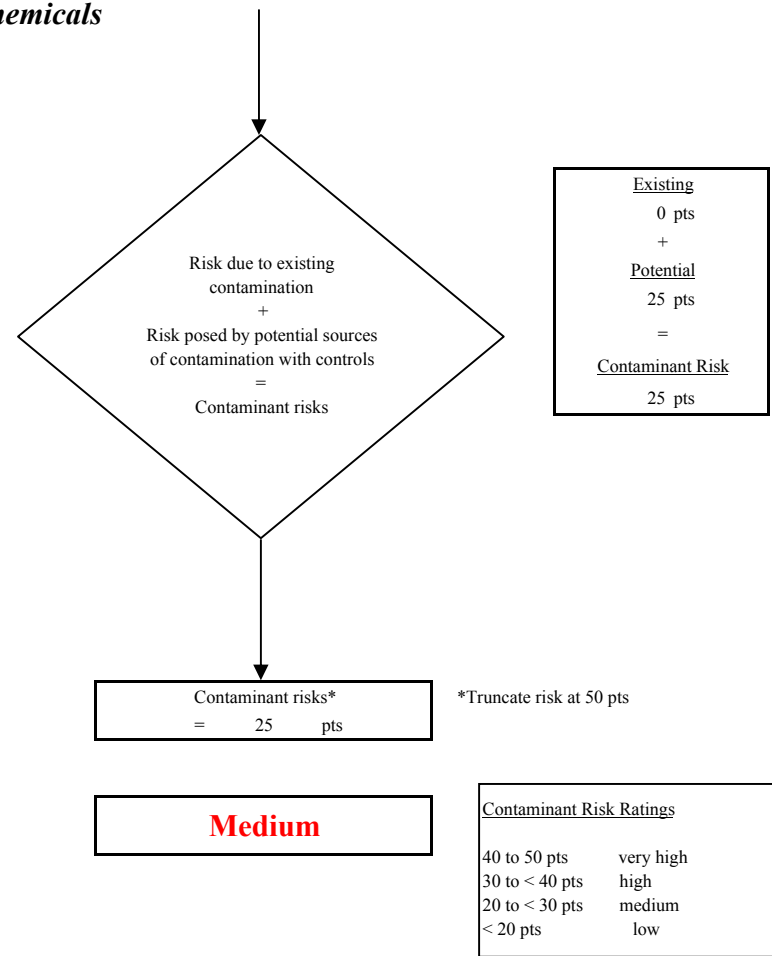 Risk due to existing
contamination
+
Risk posed by potential sources
of contamination with controls
=
Contaminant risks
Existing
0 pts
+
Potential
25 pts
=
Contaminant Risk
25 pts
Contaminant risks*
= 25 pts
*Truncate risk at 50 pts
Medium
Contaminant Risk Ratings
40 to 50 pts very high
30 to < 40 pts high
20 to < 30 pts medium
< 20 pts low